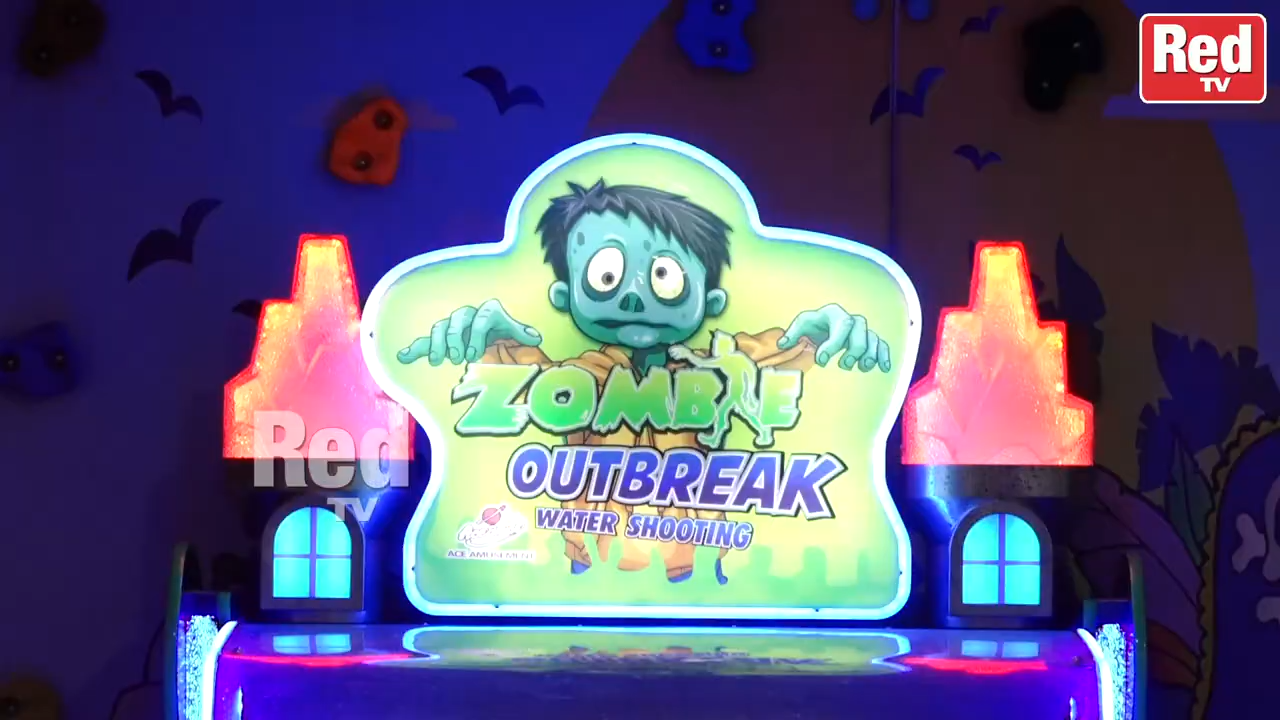 Red
TV
ZOMBIE
OUTBREAK
WATER SHOOTING
ACE AMUSEMENT
Red
TV